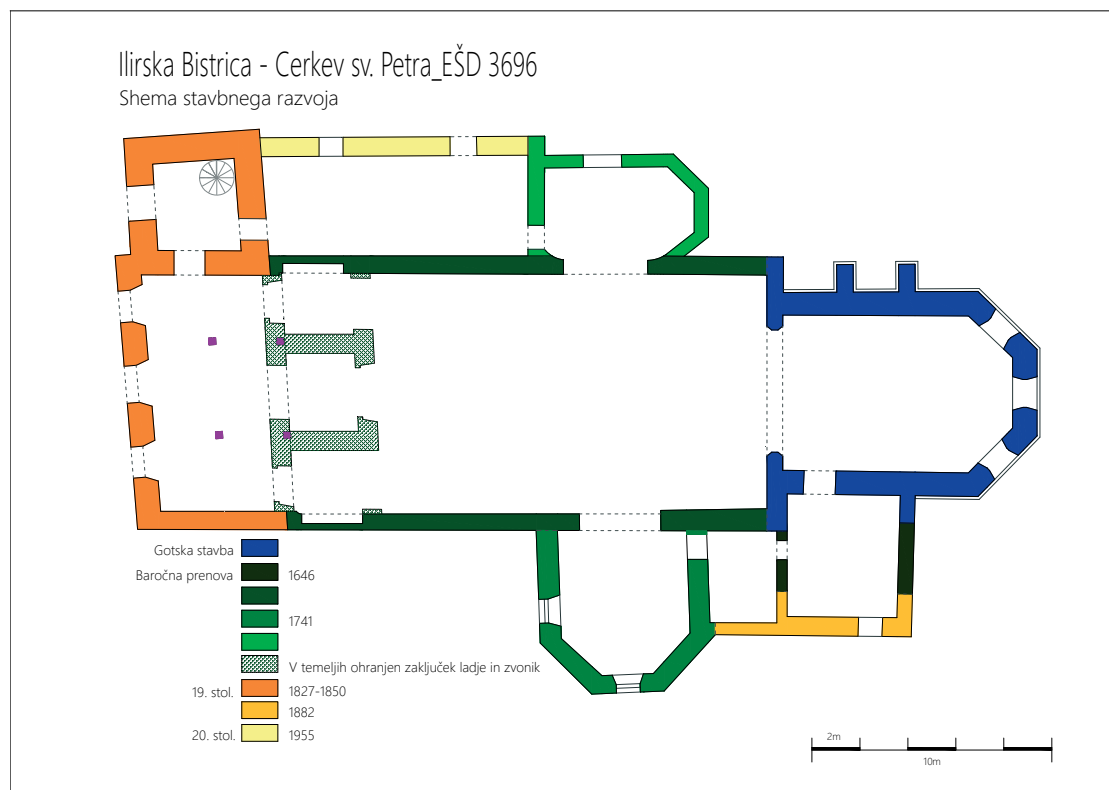 Ilirska Bistrica - Cerkev sv. Petra_EŠD 3696
Shema stavbnega razvoja
Gotska stavba
Baročna prenova 1646
1741
V temeljih ohranjen zaključek ladje in zvonik
19. stol. 1827-1850
1882
20. stol. 1955
2m
10m